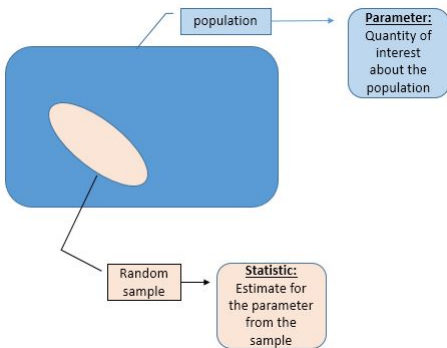 population
Parameter:
Quantity of
interest
about the
population
Random
sample
Statistic:
Estimate for
the parameter
from the
sample